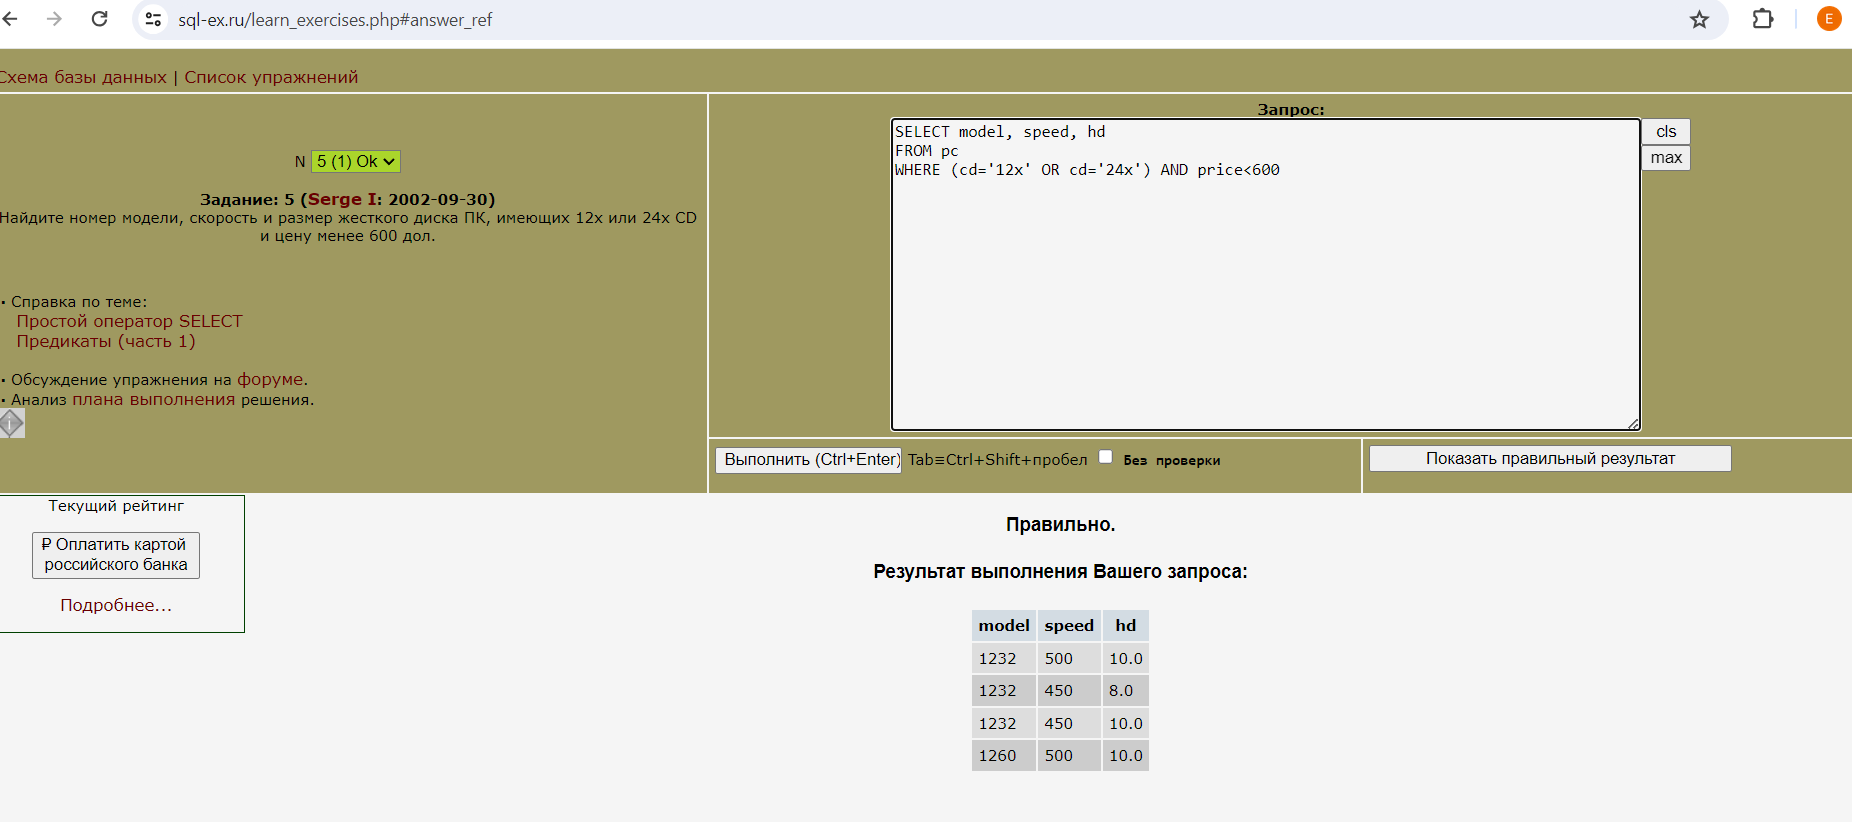 sql-ex.ru/learn_exercises.php#answer_ref
E
Схема базы данных | Список упражнений
N 5 (1) Ok
Задание: 5 (Serge I: 2002-09-30)
Найдите номер модели, скорость и размер жесткого диска ПК, имеющих 12x или 24x CD
и цену менее 600 дол.
• Справка по теме:
Простой оператор SELECT
Предикаты (часть 1)
• Обсуждение упражнения на форуме.
• Анализ плана выполнения решения.
Запрос:
SELECT model, speed, hd
FROM pc
WHERE (cd='12x' OR cd='24x') AND price<600
cls
max
Выполнить (Ctrl+Enter) Tab≡Ctrl+Shift+пробел Без проверки
Показать правильный результат
Текущий рейтинг
₽ Оплатить картой
российского банка
Подробнее...
Правильно.
Результат выполнения Вашего запроса:
model speed hd
1232 500 10.0
1232 450 8.0
1232 450 10.0
1260 500 10.0